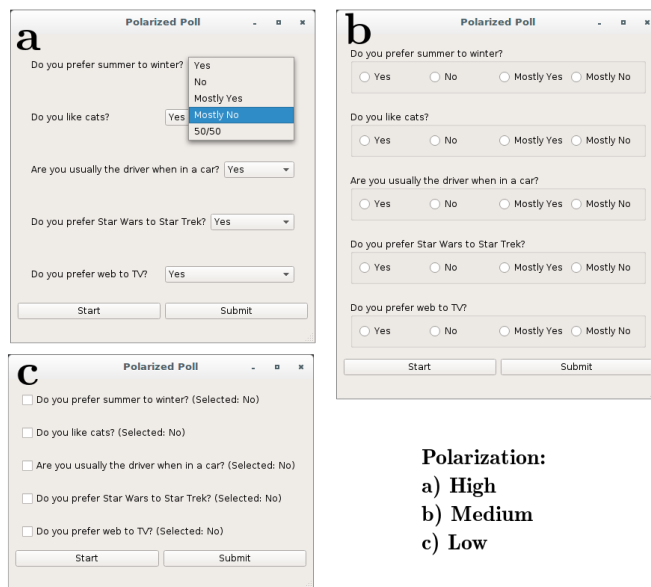 a
Polarized Poll
Do you prefer summer to winter?
Yes
No
Mostly Yes
Mostly No
50/50
Do you like cats? Yes
Are you usually the driver when in a car? Yes
Do you prefer Star Wars to Star Trek? Yes
Do you prefer web to TV? Yes
Start Submit
b
Polarized Poll
Do you prefer summer to winter?
Yes No Mostly Yes Mostly No
Do you like cats?
Yes No Mostly Yes Mostly No
Are you usually the driver when in a car?
Yes No Mostly Yes Mostly No
Do you prefer Star Wars to Star Trek?
Yes No Mostly Yes Mostly No
Do you prefer web to TV?
Yes No Mostly Yes Mostly No
Start Submit
c
Polarized Poll
Do you prefer summer to winter? (Selected: No)
Do you like cats? (Selected: No)
Are you usually the driver when in a car? (Selected: No)
Do you prefer Star Wars to Star Trek? (Selected: No)
Do you prefer web to TV? (Selected: No)
Start Submit
Polarization:
a) High
b) Medium
c) Low